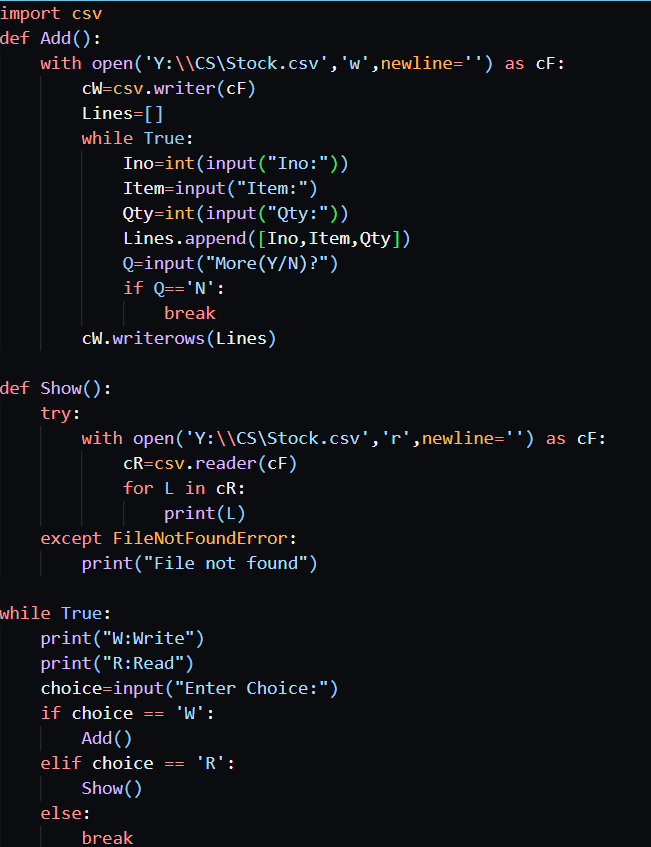 import csv
def Add():
    with open('Y:\\CS\Stock.csv','w',newline='') as cF:
        cW=csv.writer(cF)
        Lines=[]
        while True:
            Ino=int(input("Ino:"))
            Item=input("Item:")
            Qty=int(input("Qty:"))
            Lines.append([Ino,Item,Qty])
            Q=input("More(Y/N)?")
            if Q=='N':
                break
        cW.writerows(Lines)

def Show():
    try:
        with open('Y:\\CS\Stock.csv','r',newline='') as cF:
            cR=csv.reader(cF)
            for L in cR:
                print(L)
    except FileNotFoundError:
        print("File not found")

while True:
    print("W:Write")
    print("R:Read")
    choice=input("Enter Choice:")
    if choice == 'W':
        Add()
    elif choice == 'R':
        Show()
    else:
        break